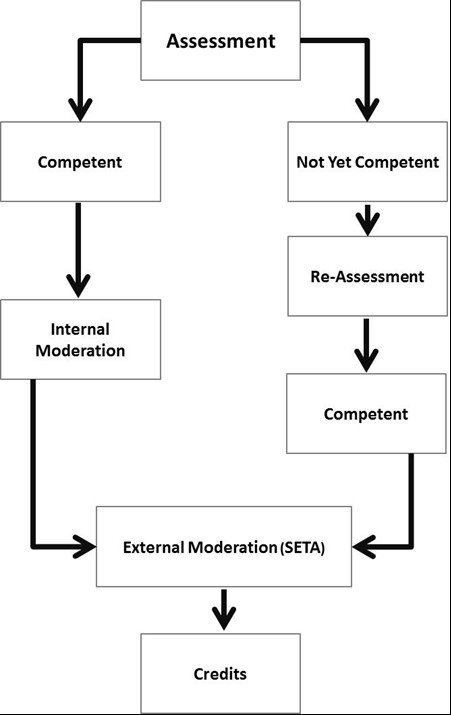 Assessment
Competent
Not Yet Competent
Re-Assessment
Internal
Moderation
Competent
External Moderation (SETA)
Credits